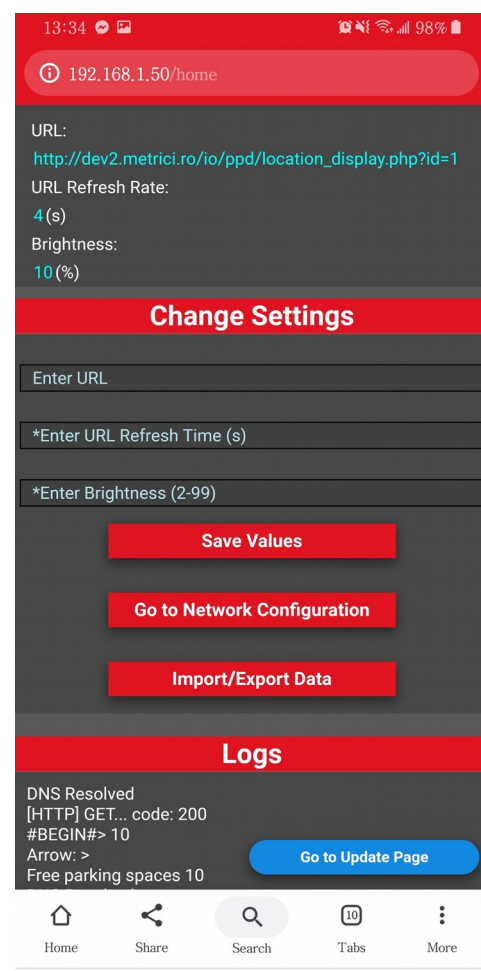 13:34
98%
192.168.1.50/home
URL:
http://dev2.metrici.ro/io/ppd/location_display.php?id=1
URL Refresh Rate:
4(s)
Brightness:
10(%)
Change Settings
Enter URL
*Enter URL Refresh Time (s)
*Enter Brightness (2-99)
Save Values
Go to Network Configuration
Import/Export Data
Logs
DNS Resolved
[HTTP] GET... code: 200
#BEGIN#> 10
Arrow: >
Free parking spaces 10
Go to Update Page
10
Home Share Search Tabs More